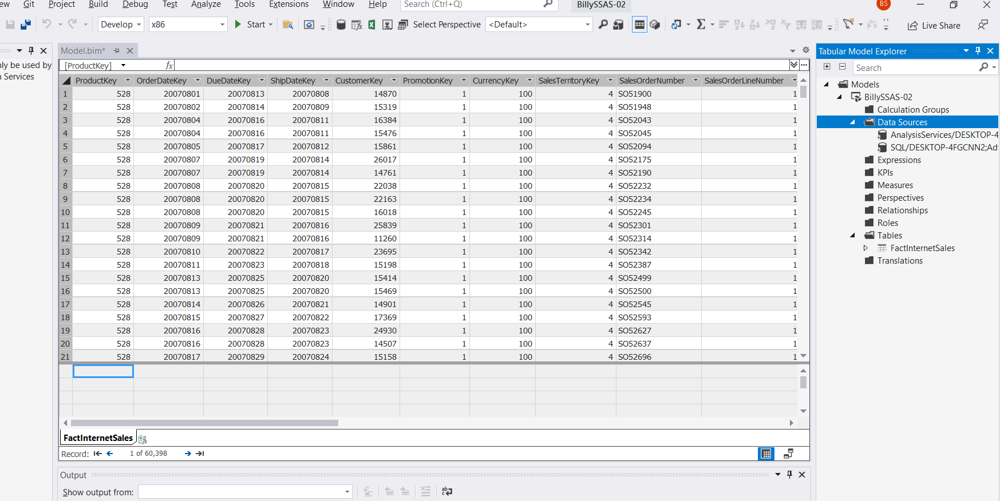 ew Git Project Build Debug Test Analyze Tools Extensions Window Help Search (Ctrl+Q) BillySSAS-02 BS
Develop x86 Start Select Perspective <Default> Live Share
Model.bim*
nly be used by
n Services
[ProductKey] fx
ProductKey OrderDateKey DueDateKey ShipDateKey CustomerKey PromotionKey CurrencyKey SalesTerritoryKey SalesOrderNumber SalesOrderLineNumber
1 528 20070801 20070813 20070808 14870 1 100 4 SO51900 1
2 528 20070802 20070814 20070809 15319 1 100 4 SO51948 1
3 528 20070804 20070816 20070811 16384 1 100 4 SO52043 1
4 528 20070804 20070816 20070811 15476 1 100 4 SO52045 1
5 528 20070805 20070817 20070812 15861 1 100 4 SO52094 1
6 528 20070807 20070819 20070814 26017 1 100 4 SO52175 1
7 528 20070807 20070819 20070814 14761 1 100 4 SO52190 1
8 528 20070808 20070820 20070815 22038 1 100 4 SO52232 1
9 528 20070808 20070820 20070815 22163 1 100 4 SO52234 1
10 528 20070808 20070820 20070815 16018 1 100 4 SO52245 1
11 528 20070809 20070821 20070816 25839 1 100 4 SO52301 1
12 528 20070809 20070821 20070816 11260 1 100 4 SO52314 1
13 528 20070810 20070822 20070817 23695 1 100 4 SO52342 1
14 528 20070811 20070823 20070818 15198 1 100 4 SO52387 1
15 528 20070813 20070825 20070820 15414 1 100 4 SO52499 1
16 528 20070813 20070825 20070820 15469 1 100 4 SO52500 1
17 528 20070814 20070826 20070821 14901 1 100 4 SO52545 1
18 528 20070815 20070827 20070822 17369 1 100 4 SO52593 1
19 528 20070816 20070828 20070823 24930 1 100 4 SO52627 1
20 528 20070816 20070828 20070823 14507 1 100 4 SO52637 1
21 528 20070817 20070829 20070824 15158 1 100 4 SO52696 1
FactInternetSales
Record: 1 of 60,398
Output
Show output from:
Tabular Model Explorer
Search
Models
BillySSAS-02
Calculation Groups
Data Sources
AnalysisServices/DESKTOP-4
SQL/DESKTOP-4FGCNN2;Ad
Expressions
KPIs
Measures
Perspectives
Relationships
Roles
Tables
FactInternetSales
Translations